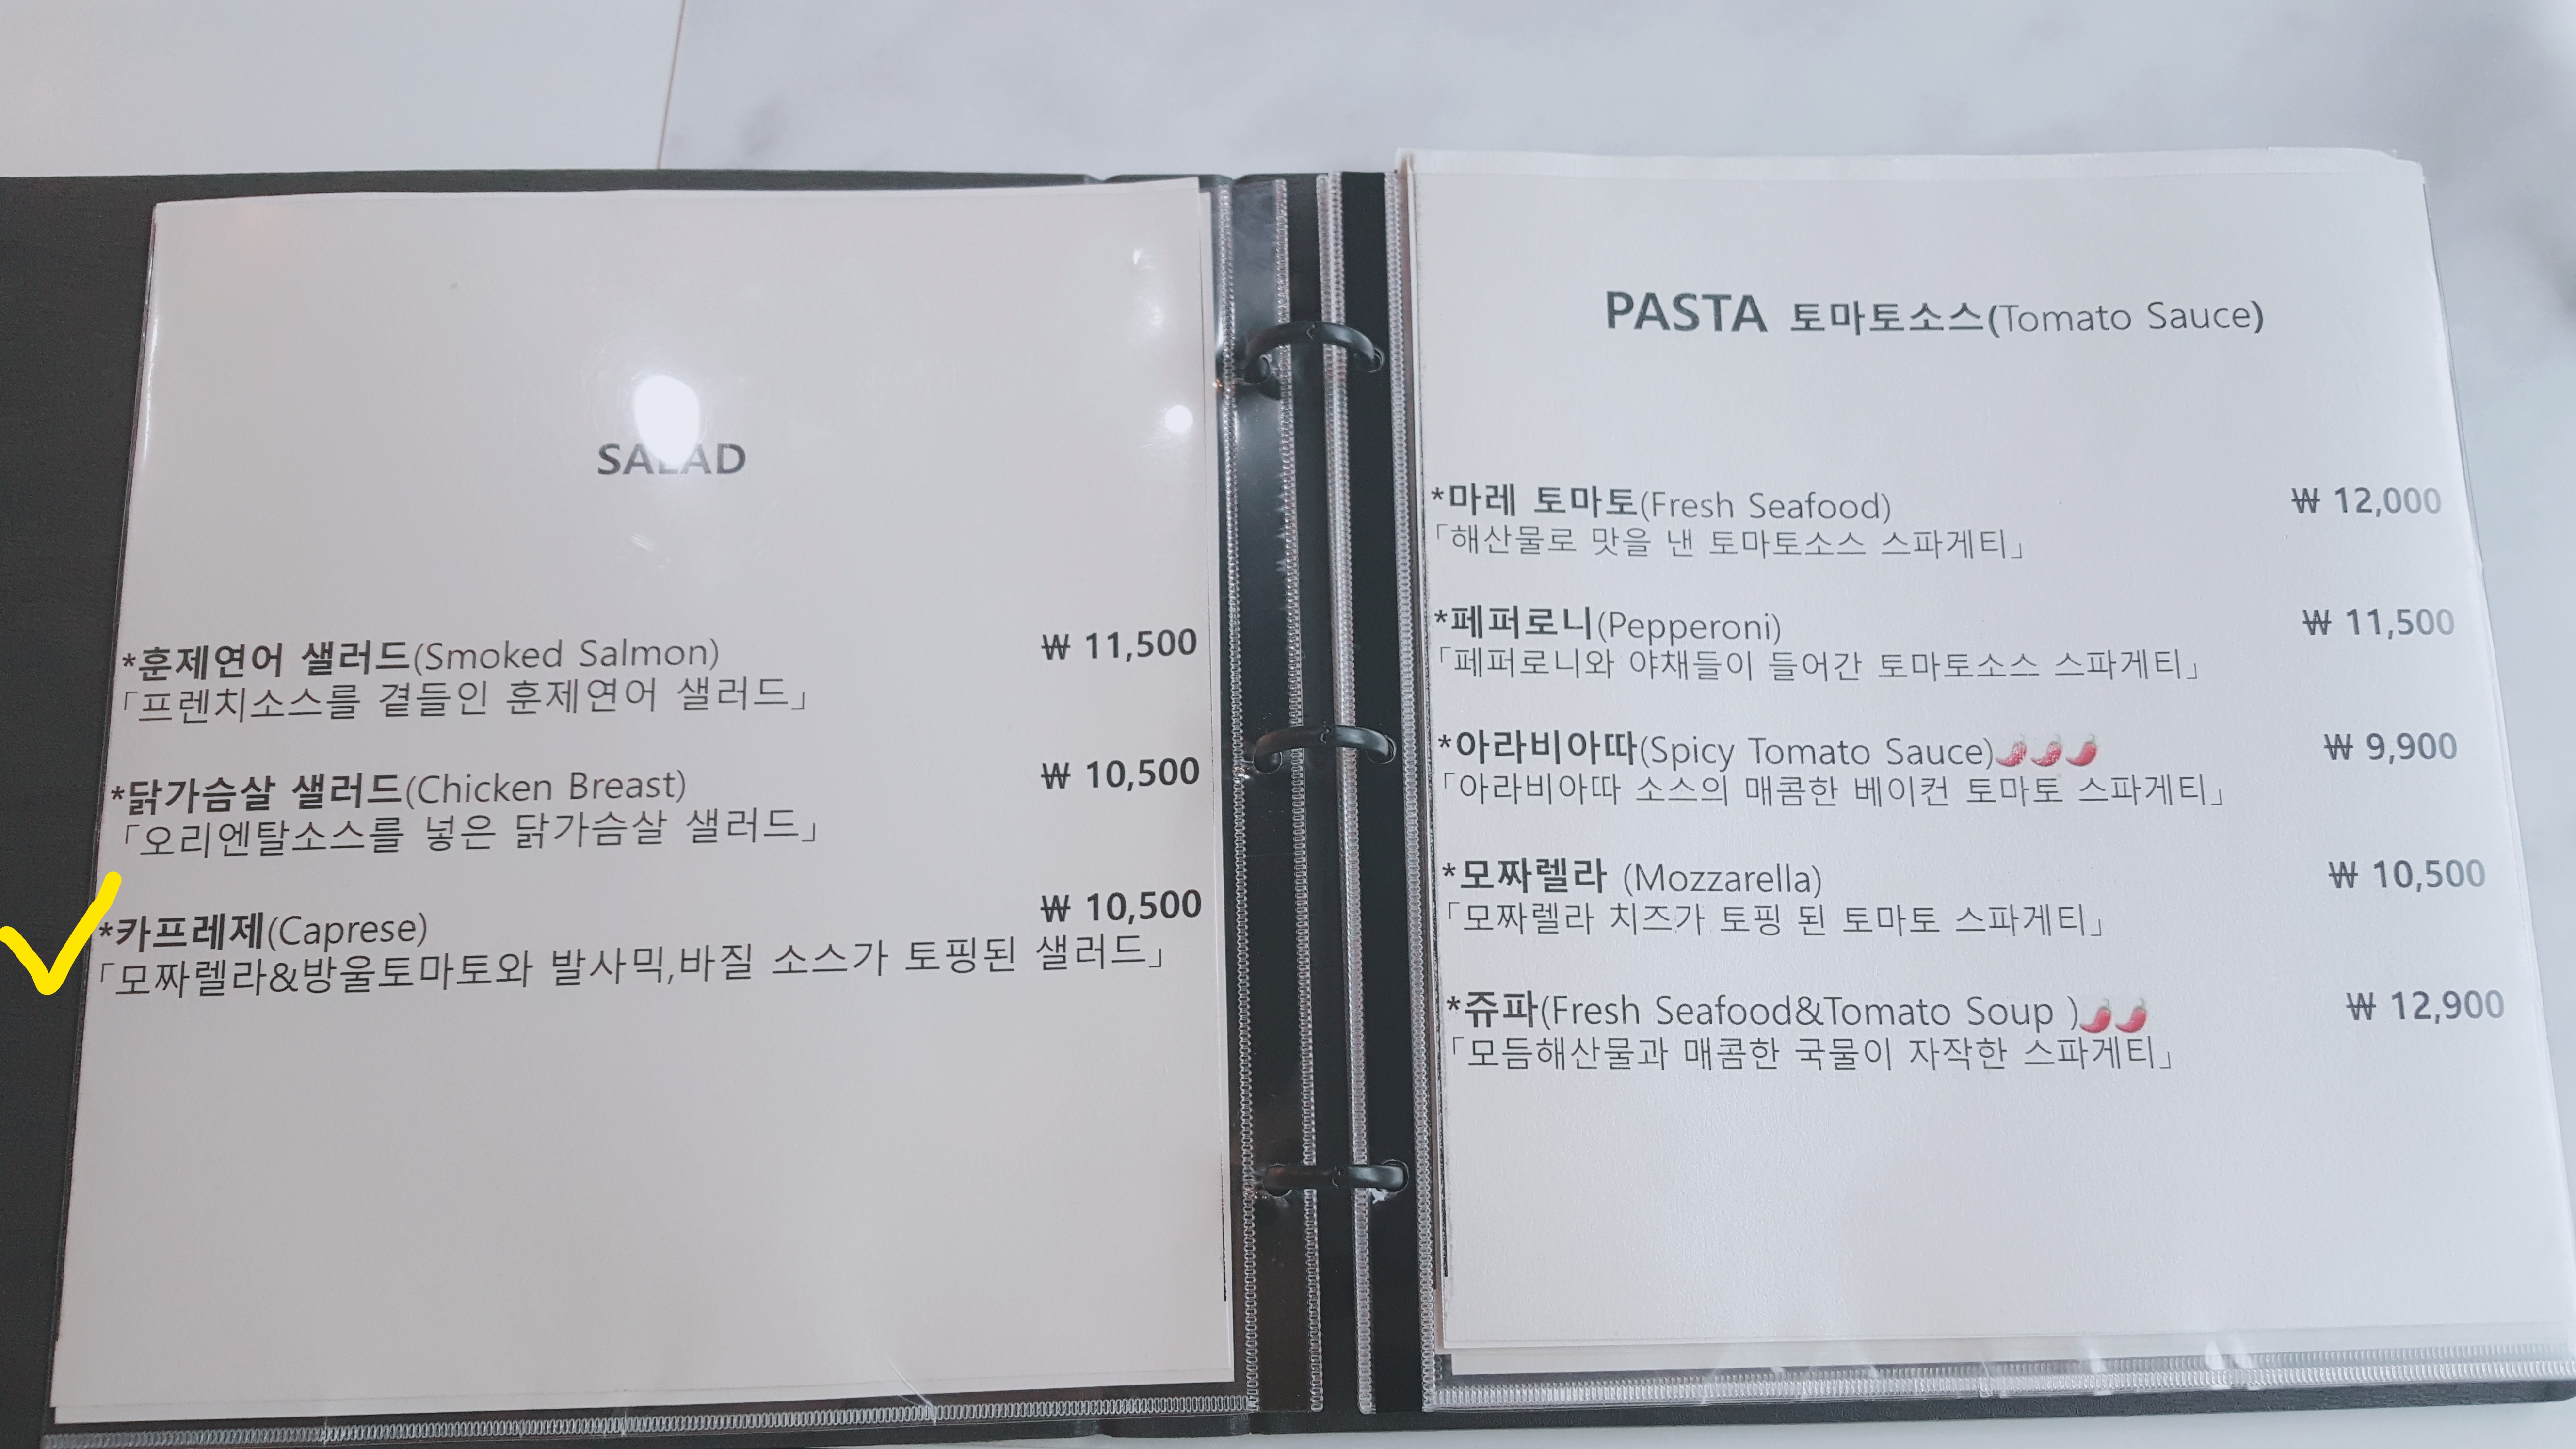 SALAD
*훈제연어 샐러드(Smoked Salmon) ₩ 11,500
「프렌치소스를 곁들인 훈제연어 샐러드」
*닭가슴살 샐러드(Chicken Breast) ₩ 10,500
「오리엔탈소스를 넣은 닭가슴살 샐러드」
*카프레제(Caprese) ₩ 10,500
「모짜렐라&방울토마토와 발사믹,바질 소스가 토핑된 샐러드」
PASTA 토마토소스(Tomato Sauce)
*마레 토마토(Fresh Seafood) ₩ 12,000
「해산물로 맛을 낸 토마토소스 스파게티」
*페퍼로니(Pepperoni) ₩ 11,500
「페퍼로니와 야채들이 들어간 토마토소스 스파게티」
*아라비아따(Spicy Tomato Sauce)🌶🌶🌶 ₩ 9,900
「아라비아따 소스의 매콤한 베이컨 토마토 스파게티」
*모짜렐라 (Mozzarella) ₩ 10,500
「모짜렐라 치즈가 토핑 된 토마토 스파게티」
*쥬파(Fresh Seafood&Tomato Soup )🌶🌶 ₩ 12,900
「모듬해산물과 매콤한 국물이 자작한 스파게티」